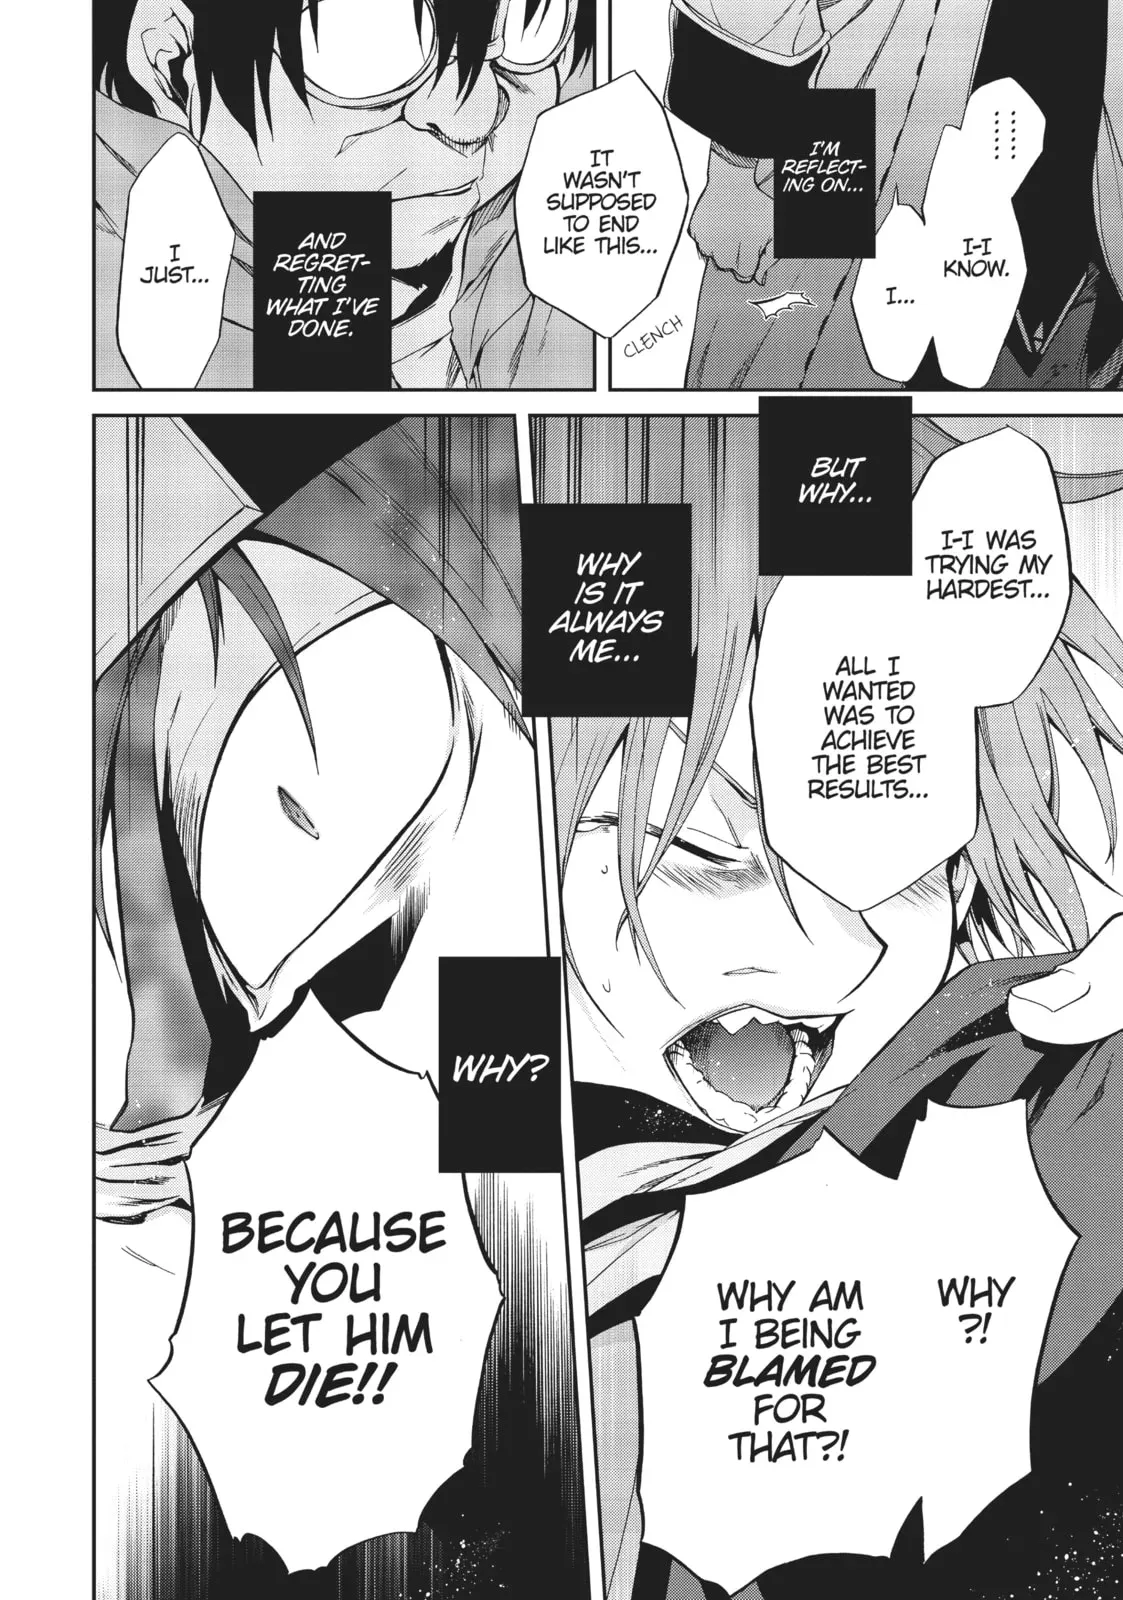 .......
I-I
KNOW.
I...
I'M
REFLECT-
ING ON...
CLENCH
IT
WASN'T
SUPPOSED
TO END
LIKE THIS...
AND
REGRET-
TING
WHAT I'VE
DONE.
I
JUST...
I-I WAS
TRYING MY
HARDEST...
BUT
WHY...
ALL I
WANTED
WAS TO
ACHIEVE
THE BEST
RESULTS...
WHY
IS IT
ALWAYS
ME...
WHY
?!
WHY AM
I BEING
BLAMED
FOR
THAT?!
WHY?
BECAUSE
YOU
LET HIM
DIE!!